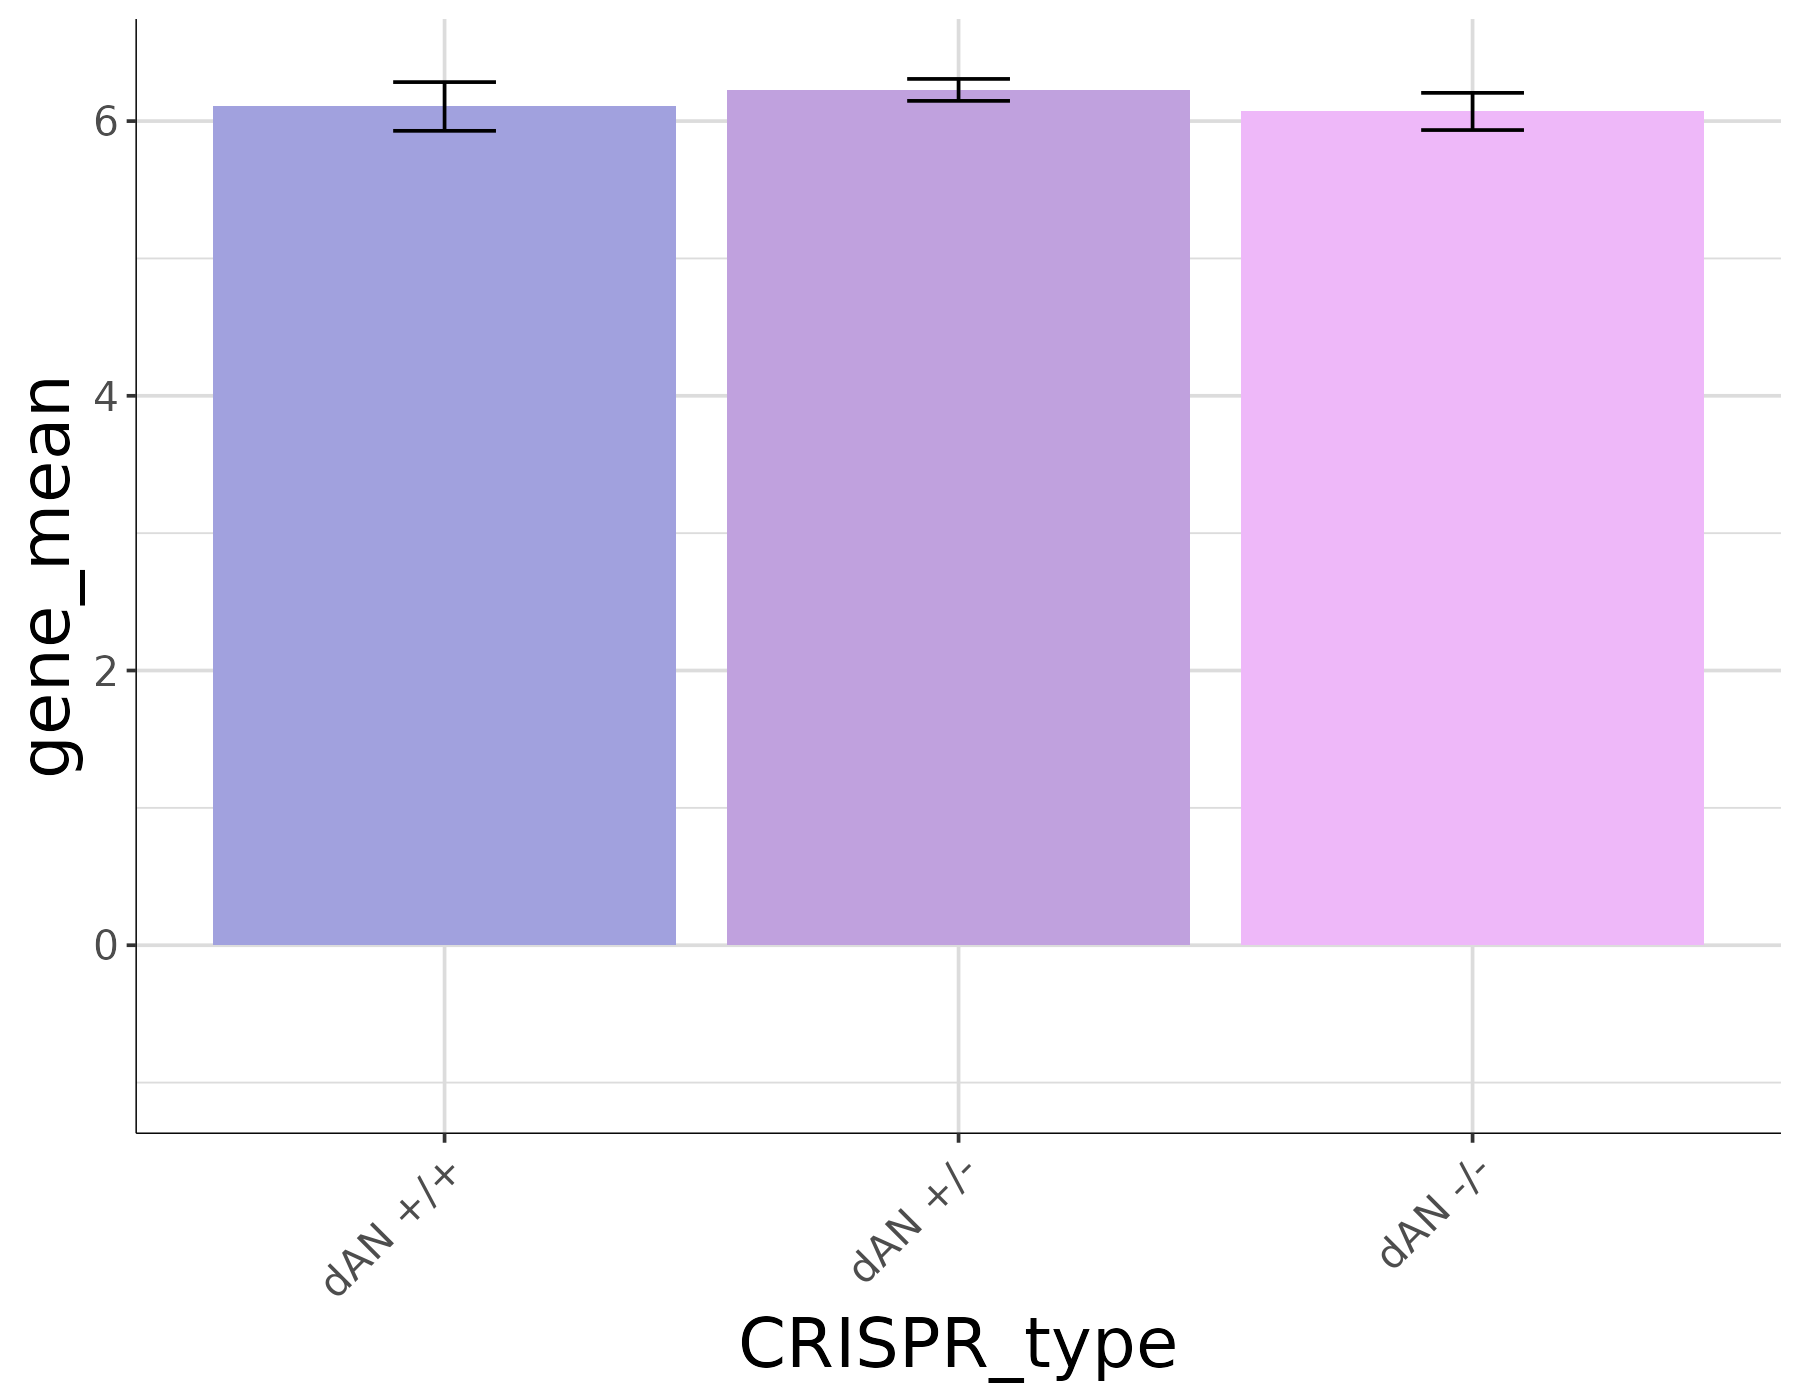 gene_mean
6
4
2
0
dAN +/+
dAN +/-
dAN -/-
CRISPR_type